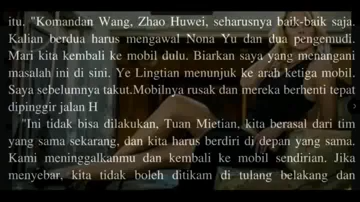 itu. "Komandan Wang, Zhao Huwei, seharusnya baik-baik saja.
Kalian berdua harus mengawal Nona Yu dan dua pengemudi.
Mari kita kembali ke mobil dulu. Biarkan saya yang menangani
masalah ini di sini. Ye Lingtian menunjuk ke arah ketiga mobil.
Saya sebelumnya takut.Mobilnya rusak dan mereka berhenti tepat
dipinggir jalan H
"Ini tidak bisa dilakukan, Tuan Mietian, kita berasal dari tim
yang sama sekarang, dan kita harus berdiri di depan yang sama.
Kami meninggalkanmu dan kembali ke mobil sendirian. Jika
menyebar, kita tidak boleh ditikam di tulang belakang dan